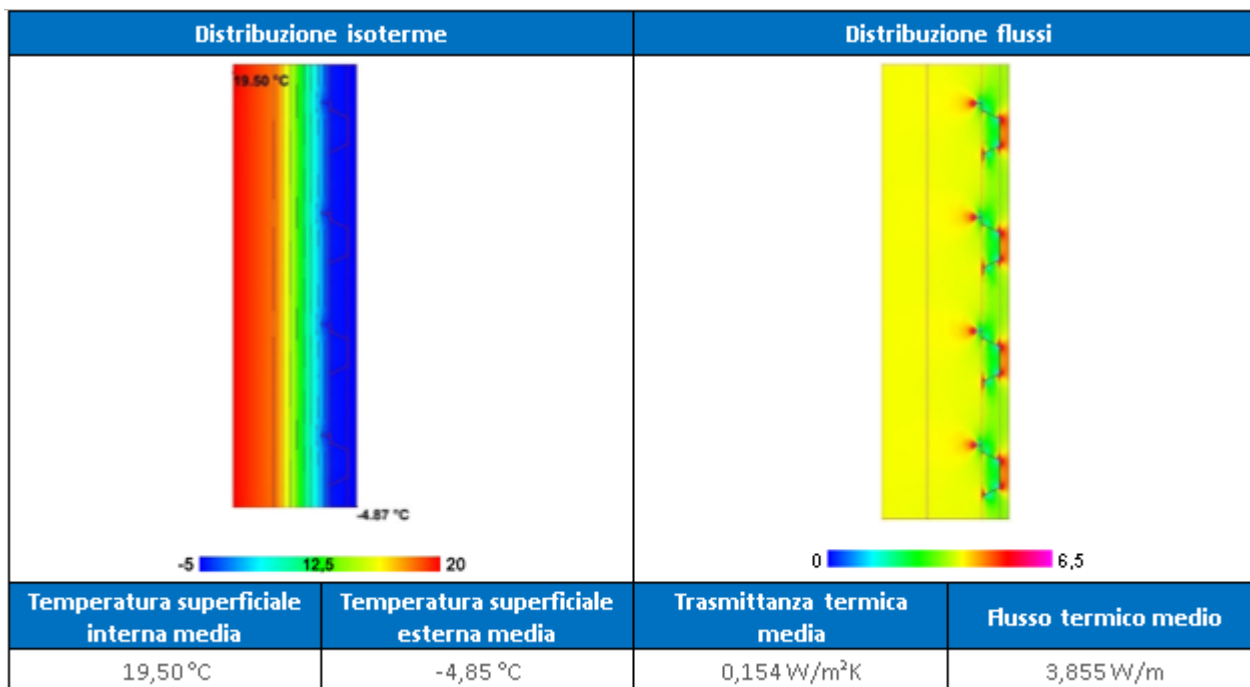 Distribuzione isoterme
Distribuzione flussi
19.50 °C
-4.87 °C
-5
12,5
20
0
6,5
Temperatura superficiale
interna media
Temperatura superficiale
esterna media
Trasmittanza termica
media
Flusso termico medio
19,50 °C
-4,85 °C
0,154 W/m²K
3,855 W/m